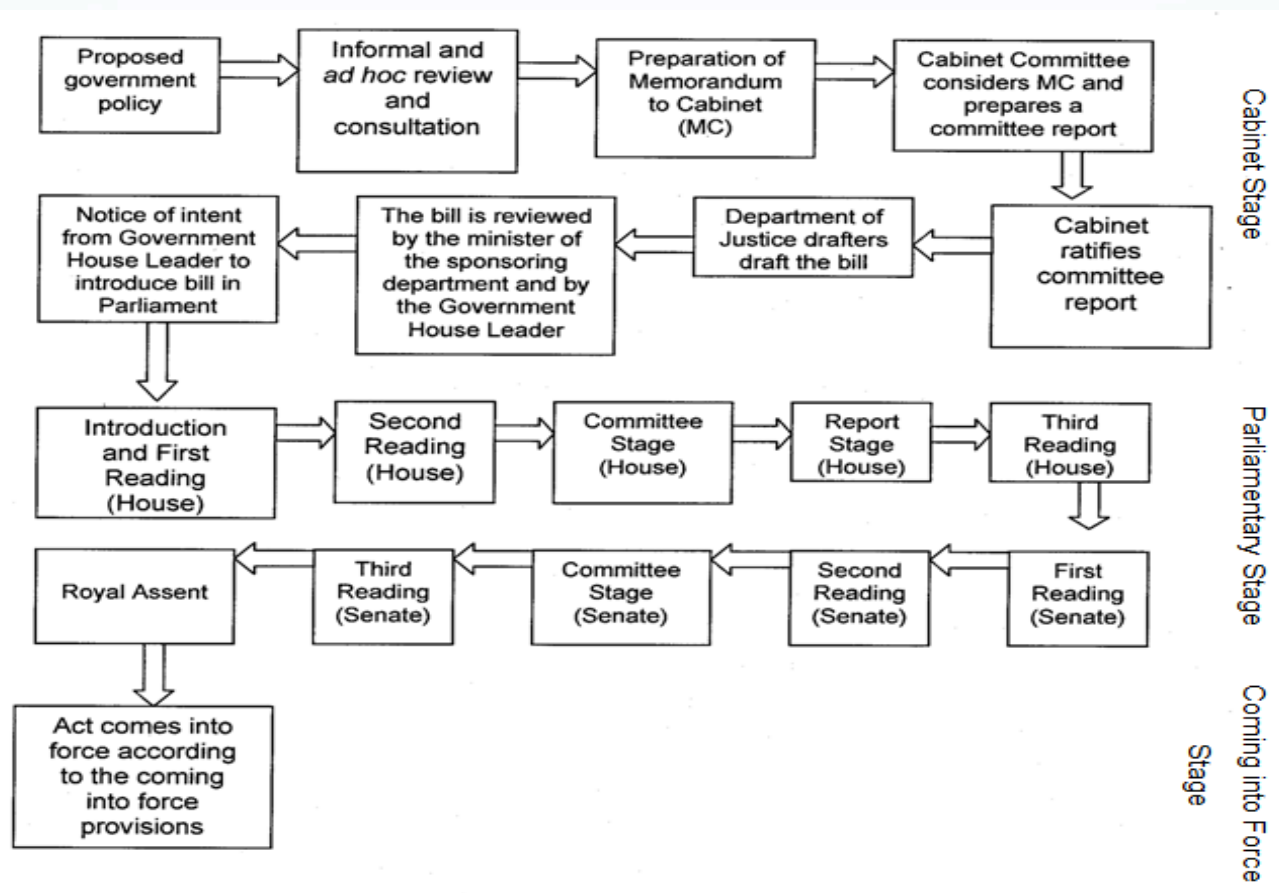 Proposed
government
policy
Informal and
ad hoc review
and
consultation
Preparation of
Memorandum
to Cabinet
(MC)
Cabinet Committee
considers MC and
prepares a
committee report
Cabinet
ratifies
committee
report
Department of
Justice drafters
draft the bill
The bill is reviewed
by the minister of
the sponsoring
department and by
the Government
House Leader
Notice of intent
from Government
House Leader to
introduce bill in
Parliament
Cabinet Stage
Introduction
and First
Reading
(House)
Second
Reading
(House)
Committee
Stage
(House)
Report
Stage
(House)
Third
Reading
(House)
First
Reading
(Senate)
Second
Reading
(Senate)
Committee
Stage
(Senate)
Third
Reading
(Senate)
Royal Assent
Parliamentary Stage
Act comes into
force according
to the coming
into force
provisions
Coming into Force
Stage